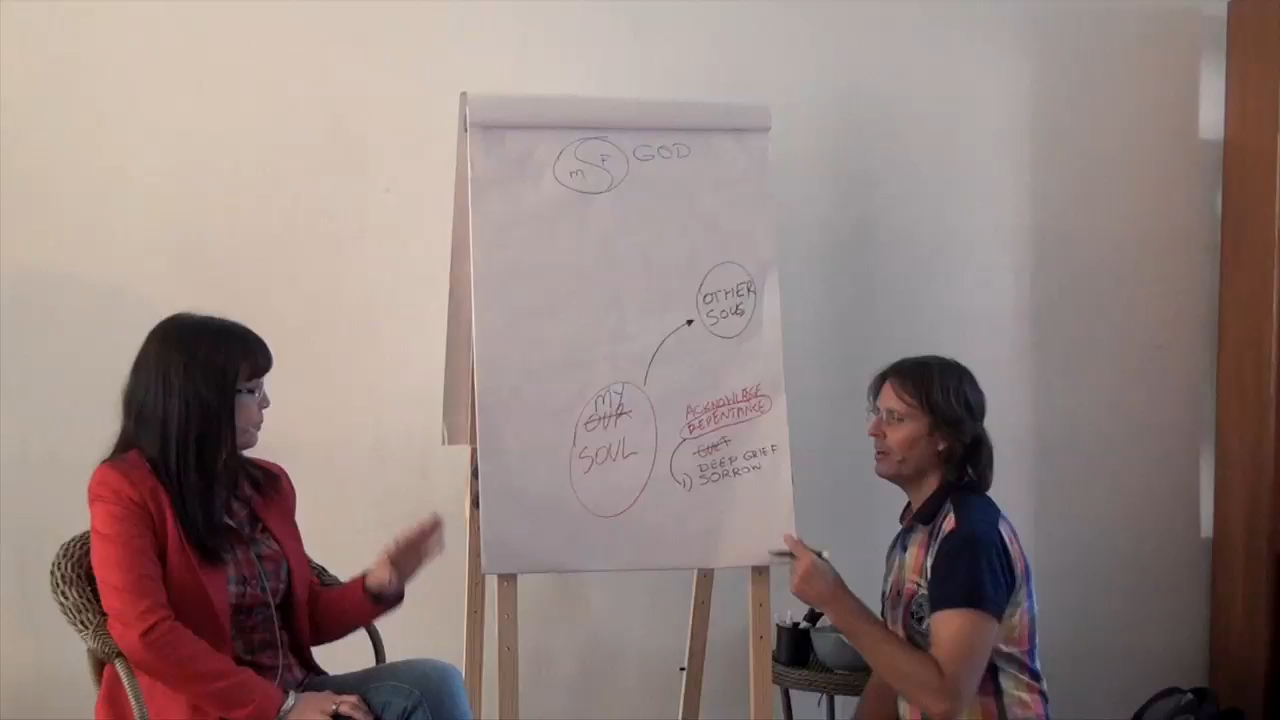 M F GOD
OTHER
SOULS
MY
OUR
SOUL
ACKNOWLEDGE
REPENTANCE
DEEP GRIEF
1) SORROW